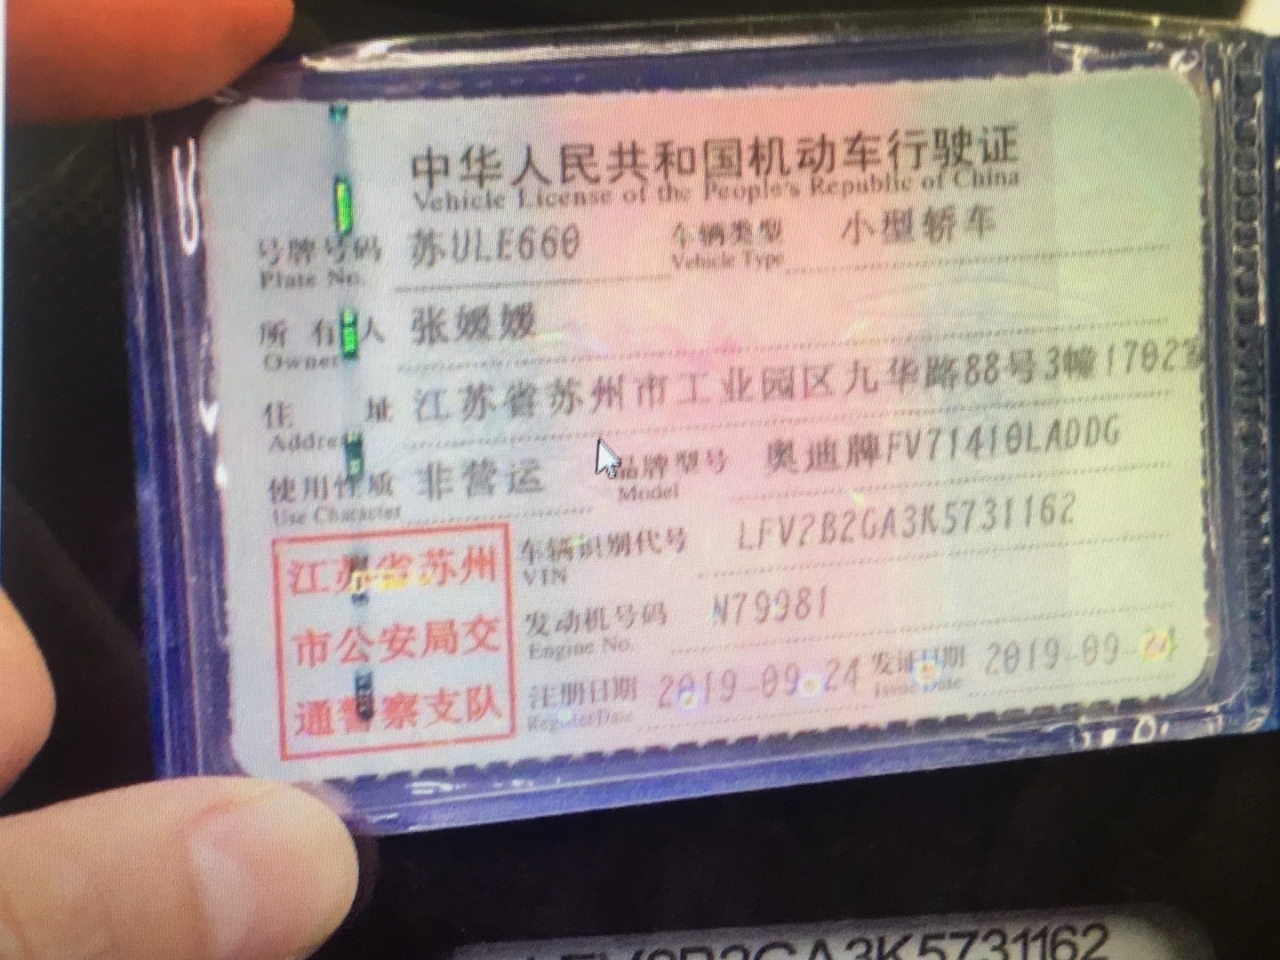 中华人民共和国机动车行驶证
Vehicle License of the People's Republic of China
号牌号码 苏ULE660 车辆类型 小型轿车
Plate No. Vehicle Type
所有人 张媛媛
Owner
住址 江苏省苏州市工业园区九华路88号3幢1702室
Address
使用性质 非营运 品牌型号 奥迪牌FV71410LADDG
Use Character Model
江苏省苏州
市公安局交
通警察支队
车辆识别代号 LFV2B2GA3K5731162
VIN
发动机号码 N79981
Engine No.
注册日期 2019-09-24 发证日期 2019-09-24
Register Date Issue Date
LFV2B2GA3K5731162